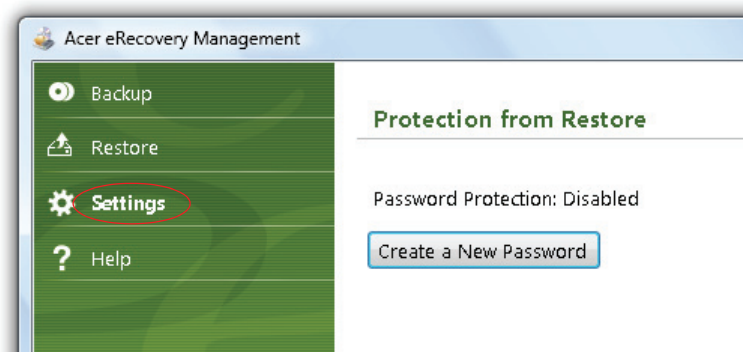 Acer eRecovery Management
Backup
Restore
Settings
Help
Protection from Restore
Password Protection: Disabled
Create a New Password